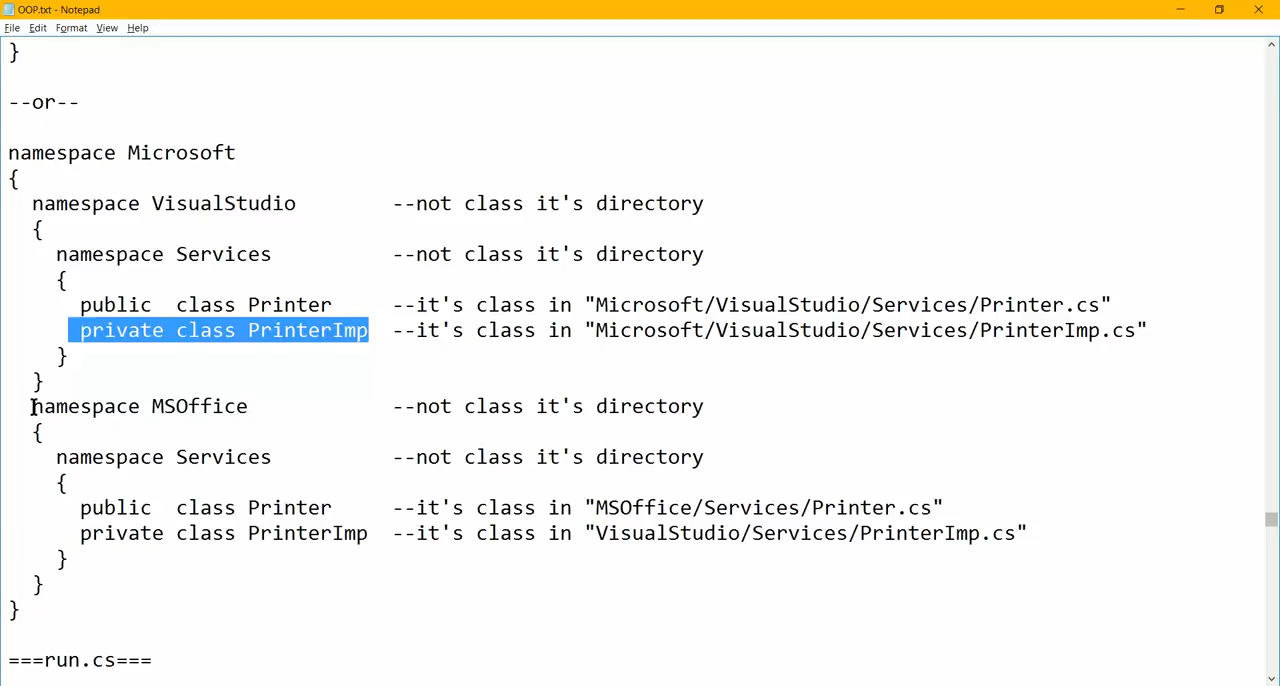 OOP.txt - Notepad
File Edit Format View Help
}
--or--
namespace Microsoft
{
namespace VisualStudio --not class it's directory
{
namespace Services --not class it's directory
{
public class Printer --it's class in "Microsoft/VisualStudio/Services/Printer.cs"
private class PrinterImp --it's class in "Microsoft/VisualStudio/Services/PrinterImp.cs"
}
}
namespace MSOffice --not class it's directory
{
namespace Services --not class it's directory
{
public class Printer --it's class in "MSOffice/Services/Printer.cs"
private class PrinterImp --it's class in "VisualStudio/Services/PrinterImp.cs"
}
}
}
===run.cs===